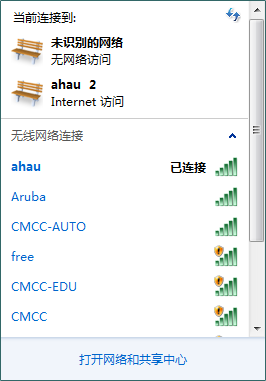 当前连接到:
未识别的网络
无网络访问
ahau 2
Internet 访问
无线网络连接
ahau 已连接
Aruba
CMCC-AUTO
free
CMCC-EDU
CMCC
打开网络和共享中心